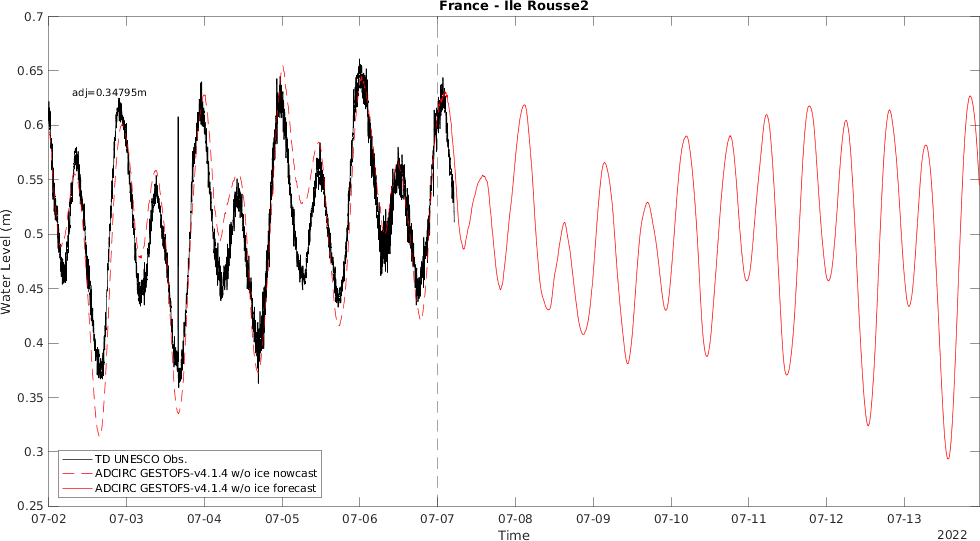 France - Ile Rousse2
0.7
0.65
0.6
0.55
0.5
0.45
0.4
0.35
0.3
0.25
Water Level (m)
adj=0.34795m
TD UNESCO Obs.
ADCIRC GESTOFS-v4.1.4 w/o ice nowcast
ADCIRC GESTOFS-v4.1.4 w/o ice forecast
07-02 07-03 07-04 07-05 07-06 07-07 07-08 07-09 07-10 07-11 07-12 07-13
Time
2022